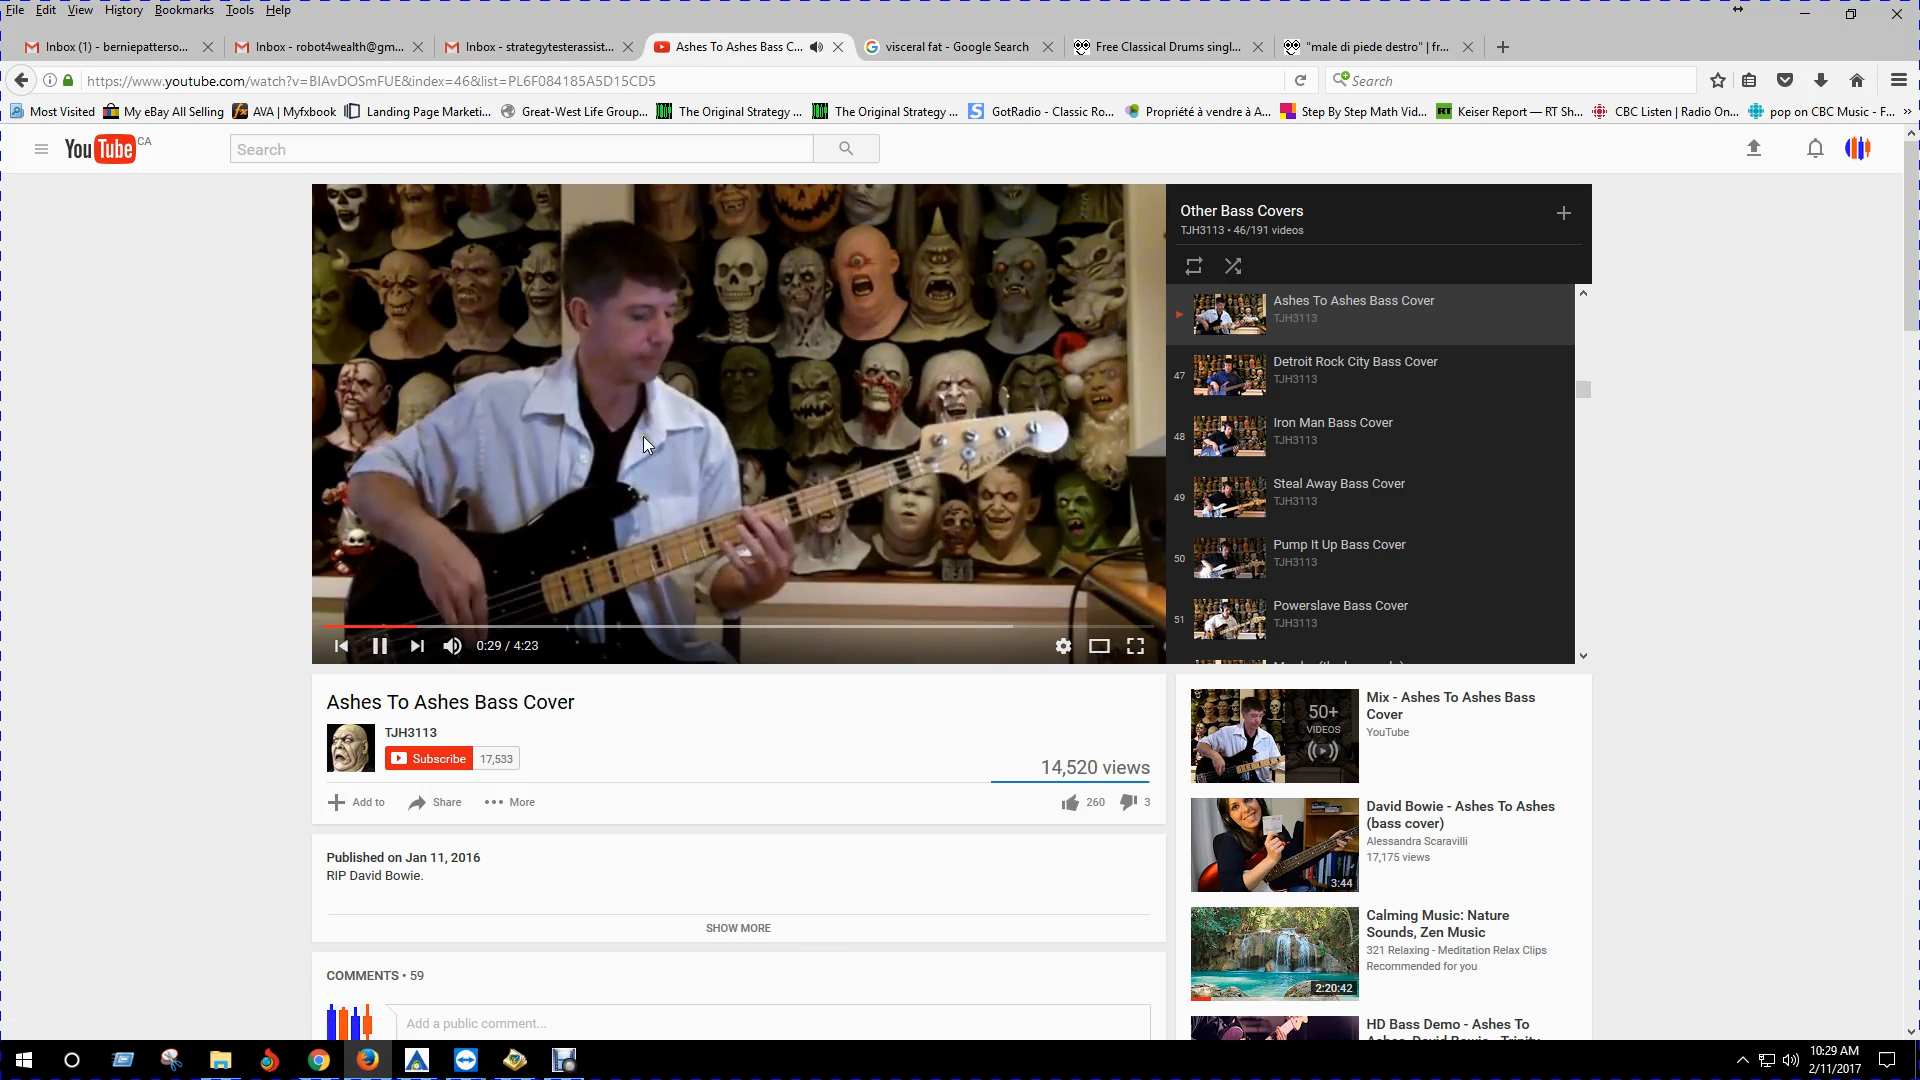 File Edit View History Bookmarks Tools Help
Inbox (1) - berniepatterso...
Inbox - robot4wealth@gm...
Inbox - strategytesterassist...
Ashes To Ashes Bass C...
visceral fat - Google Search
Free Classical Drums singl...
"male di piede destro" | fr...
https://www.youtube.com/watch?v=BIAvDOSmFUE&index=46&list=PL6F084185A5D15CD5
Search
Most Visited
My eBay All Selling
AVA | Myfxbook
Landing Page Marketi...
Great-West Life Group...
The Original Strategy ...
The Original Strategy ...
GotRadio - Classic Ro...
Propriété à vendre à A...
Step By Step Math Vid...
Keiser Report — RT Sh...
CBC Listen | Radio On...
pop on CBC Music - F...
YouTube CA
Search
Other Bass Covers
TJH3113 • 46/191 videos
Ashes To Ashes Bass Cover
TJH3113
47
Detroit Rock City Bass Cover
TJH3113
48
Iron Man Bass Cover
TJH3113
49
Steal Away Bass Cover
TJH3113
50
Pump It Up Bass Cover
TJH3113
51
Powerslave Bass Cover
TJH3113
0:29 / 4:23
Ashes To Ashes Bass Cover
TJH3113
Subscribe 17,533
14,520 views
Add to
Share
More
260
3
Published on Jan 11, 2016
RIP David Bowie.
SHOW MORE
COMMENTS • 59
Add a public comment...
50+
VIDEOS
Mix - Ashes To Ashes Bass
Cover
YouTube
David Bowie - Ashes To Ashes
(bass cover)
Alessandra Scaravilli
17,175 views
3:44
Calming Music: Nature
Sounds, Zen Music
321 Relaxing - Meditation Relax Clips
Recommended for you
2:20:42
HD Bass Demo - Ashes To
10:29 AM
2/11/2017